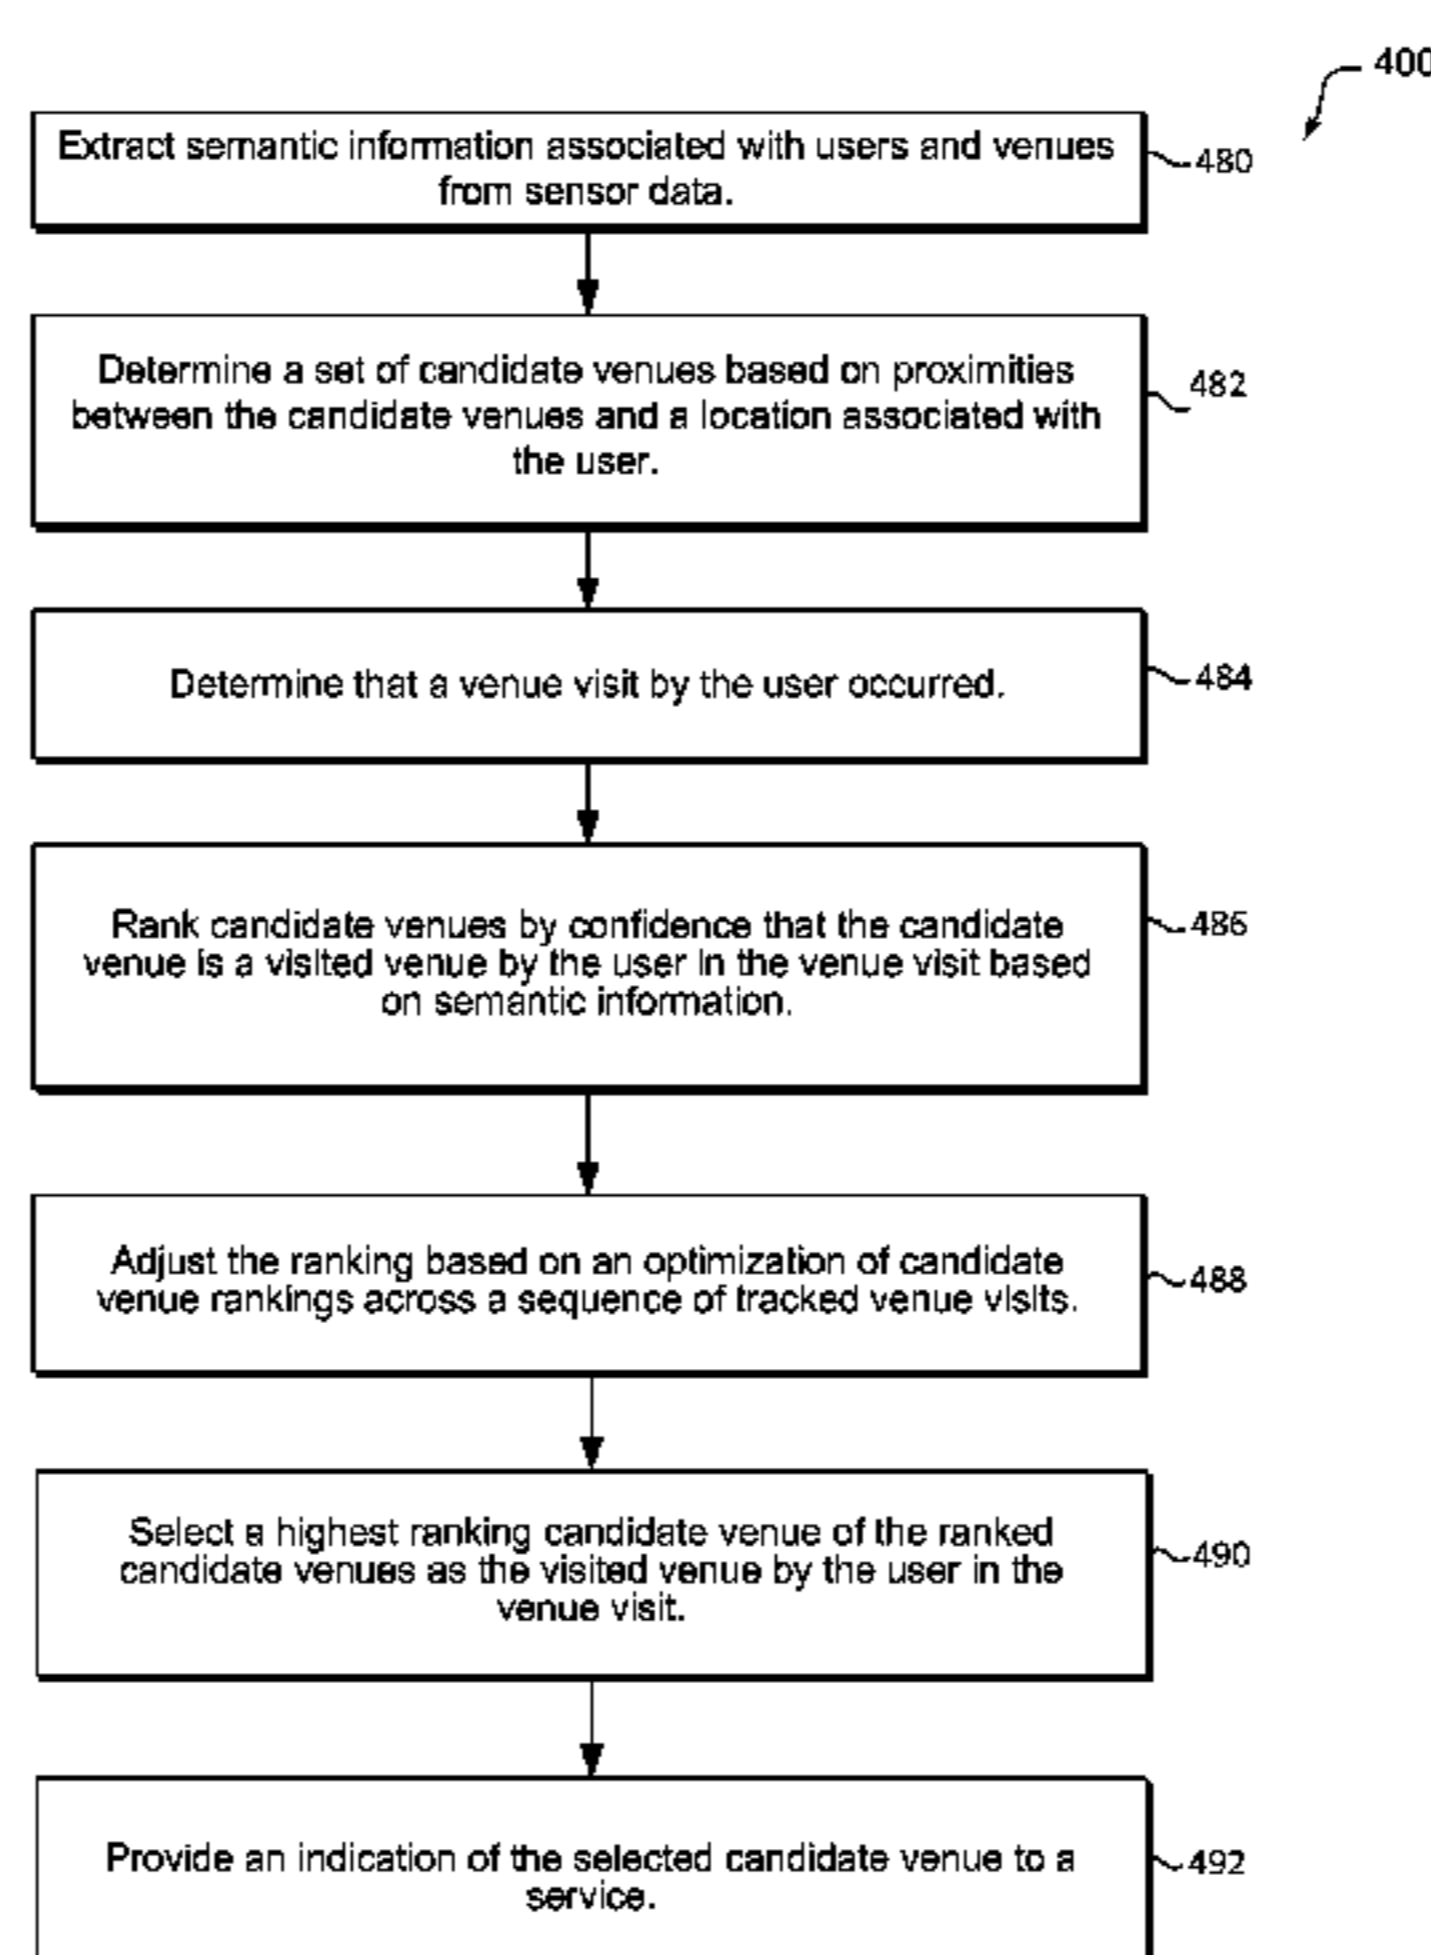 400
Extract semantic information associated with users and venues
from sensor data.
480
Determine a set of candidate venues based on proximities
between the candidate venues and a location associated with
the user.
482
Determine that a venue visit by the user occurred.
484
Rank candidate venues by confidence that the candidate
venue is a visited venue by the user in the venue visit based
on semantic information.
486
Adjust the ranking based on an optimization of candidate
venue rankings across a sequence of tracked venue visits.
488
Select a highest ranking candidate venue of the ranked
candidate venues as the visited venue by the user in the
venue visit.
490
Provide an indication of the selected candidate venue to a
service.
492